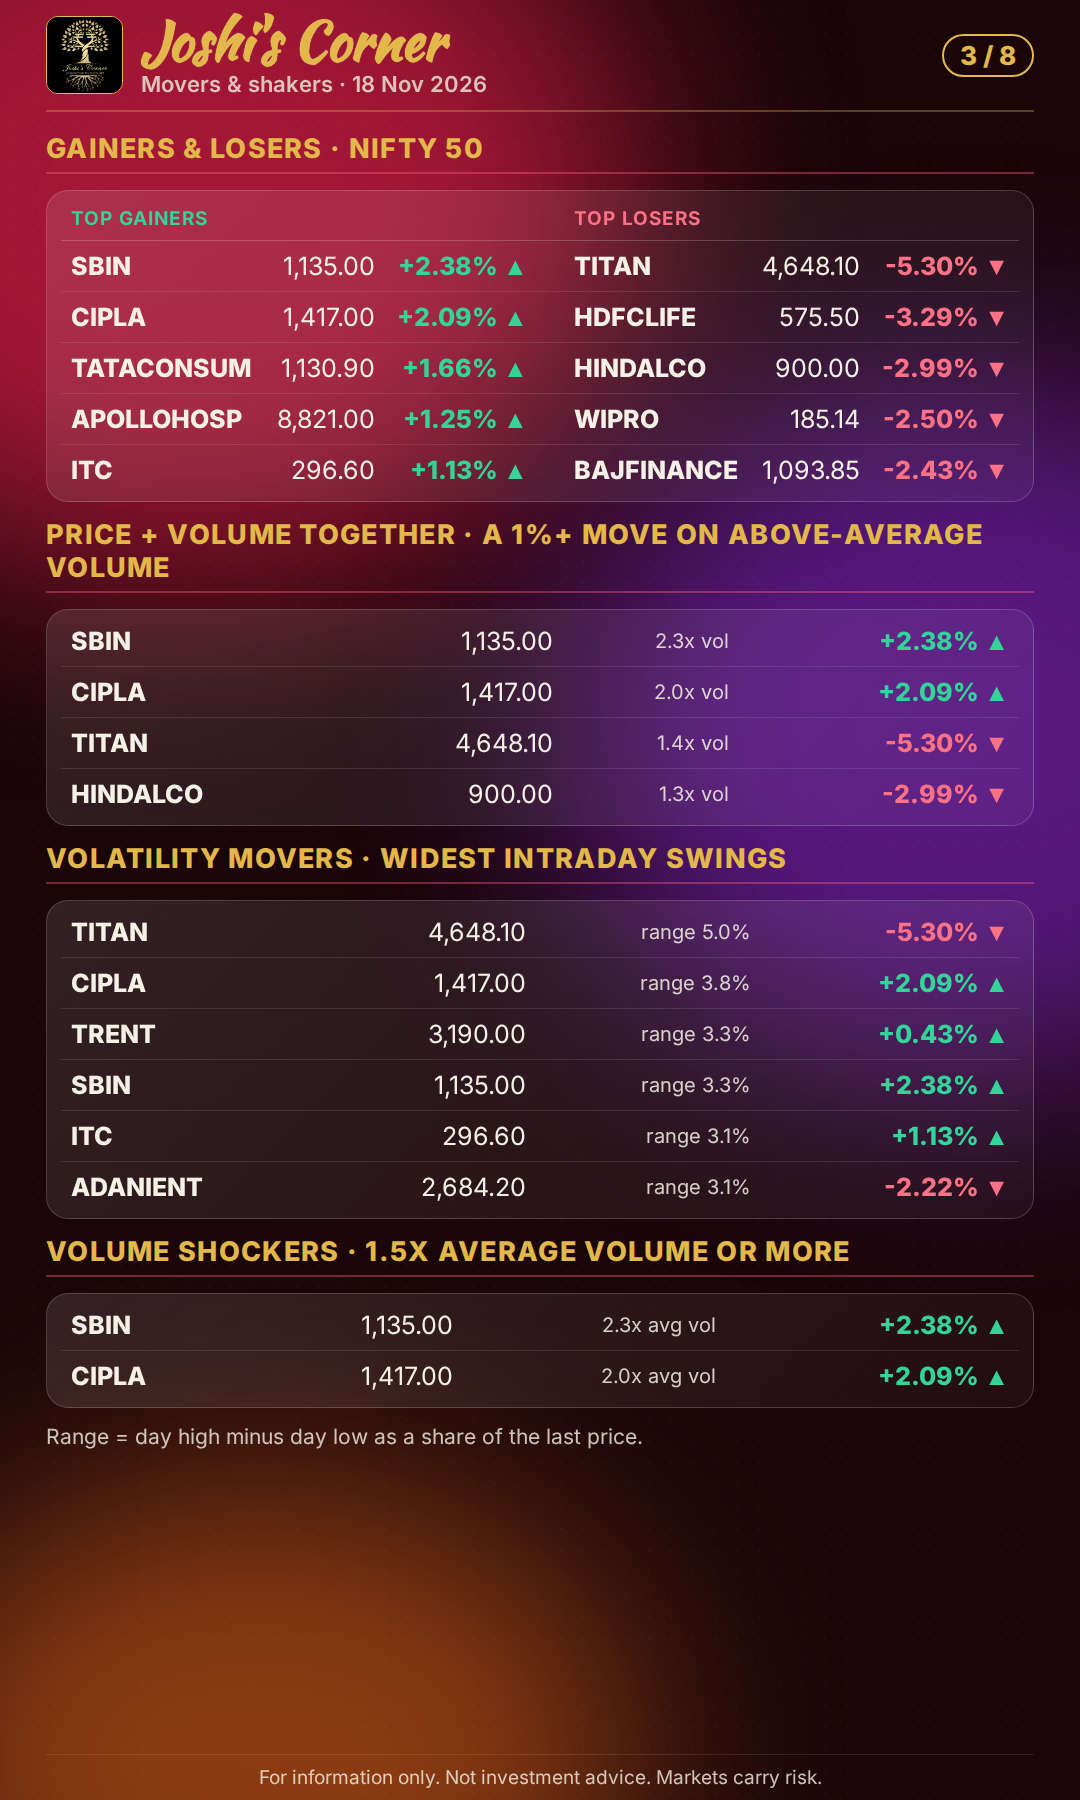 Joshi's Corner
Joshi's Corner
Movers & shakers · 18 Nov 2026
3 / 8
GAINERS & LOSERS · NIFTY 50
TOP GAINERS
SBIN 1,135.00 +2.38% ▲
CIPLA 1,417.00 +2.09% ▲
TATACONSUM 1,130.90 +1.66% ▲
APOLLOHOSP 8,821.00 +1.25% ▲
ITC 296.60 +1.13% ▲
TOP LOSERS
TITAN 4,648.10 -5.30% ▼
HDFCLIFE 575.50 -3.29% ▼
HINDALCO 900.00 -2.99% ▼
WIPRO 185.14 -2.50% ▼
BAJFINANCE 1,093.85 -2.43% ▼
PRICE + VOLUME TOGETHER · A 1%+ MOVE ON ABOVE-AVERAGE
VOLUME
SBIN 1,135.00 2.3x vol +2.38% ▲
CIPLA 1,417.00 2.0x vol +2.09% ▲
TITAN 4,648.10 1.4x vol -5.30% ▼
HINDALCO 900.00 1.3x vol -2.99% ▼
VOLATILITY MOVERS · WIDEST INTRADAY SWINGS
TITAN 4,648.10 range 5.0% -5.30% ▼
CIPLA 1,417.00 range 3.8% +2.09% ▲
TRENT 3,190.00 range 3.3% +0.43% ▲
SBIN 1,135.00 range 3.3% +2.38% ▲
ITC 296.60 range 3.1% +1.13% ▲
ADANIENT 2,684.20 range 3.1% -2.22% ▼
VOLUME SHOCKERS · 1.5X AVERAGE VOLUME OR MORE
SBIN 1,135.00 2.3x avg vol +2.38% ▲
CIPLA 1,417.00 2.0x avg vol +2.09% ▲
Range = day high minus day low as a share of the last price.
For information only. Not investment advice. Markets carry risk.